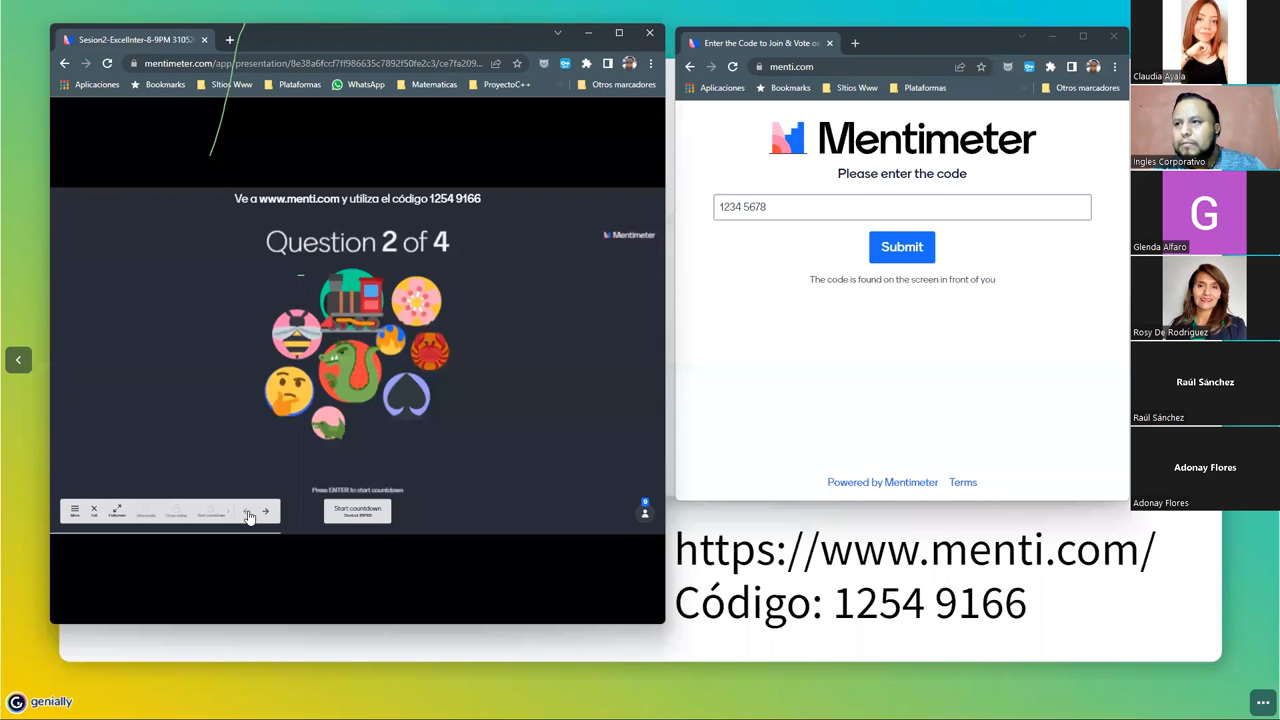 Sesion2-ExcelInter-8-9PM 31052
mentimeter.com/app/presentation/8e38a6fccf7ff986635c7892f50fe2c3/ce7fa209...
Aplicaciones
Bookmarks
SItios Www
Plataformas
WhatsApp
Matematicas
ProyectoC++
Otros marcadores
Ve a www.menti.com y utiliza el código 1254 9166
Mentimeter
Question 2 of 4
Press ENTER to start countdown
Start countdown
9
Enter the Code to Join & Vote on
menti.com
Aplicaciones
Bookmarks
SItios Www
Plataformas
Otros marcadores
Mentimeter
Please enter the code
1234 5678
Submit
The code is found on the screen in front of you
Powered by Mentimeter
Terms
https://www.menti.com/
Código: 1254 9166
Claudia Ayala
Ingles Corporativo
G
Glenda Alfaro
Rosy De Rodriguez
Raúl Sánchez
Raúl Sánchez
Adonay Flores
Adonay Flores
genially